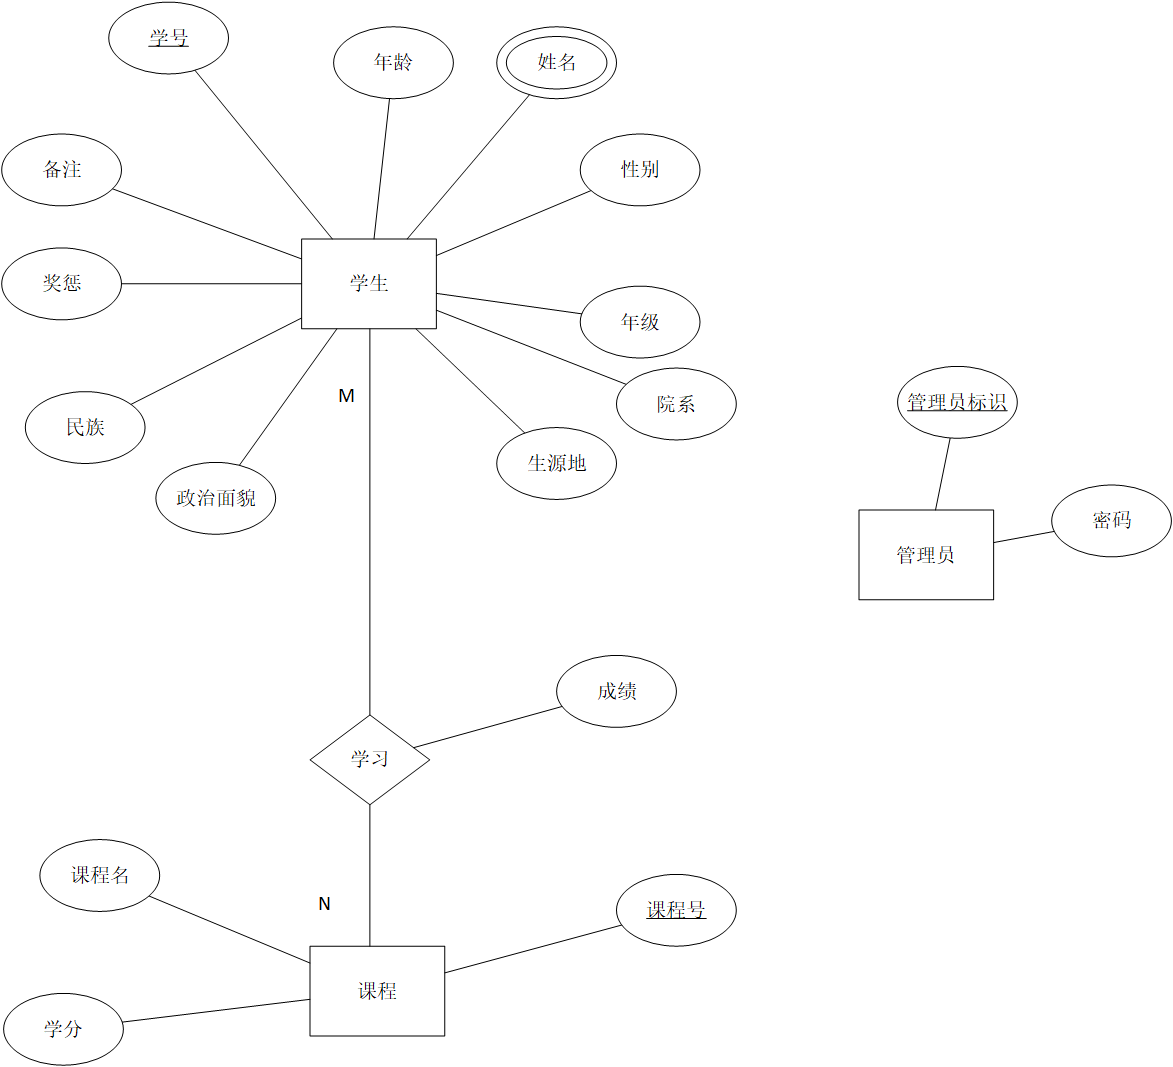 学号
年龄
姓名
备注
性别
奖惩
学生
年级
M
院系
管理员标识
民族
生源地
政治面貌
密码
管理员
成绩
学习
课程名
N
课程号
课程
学分